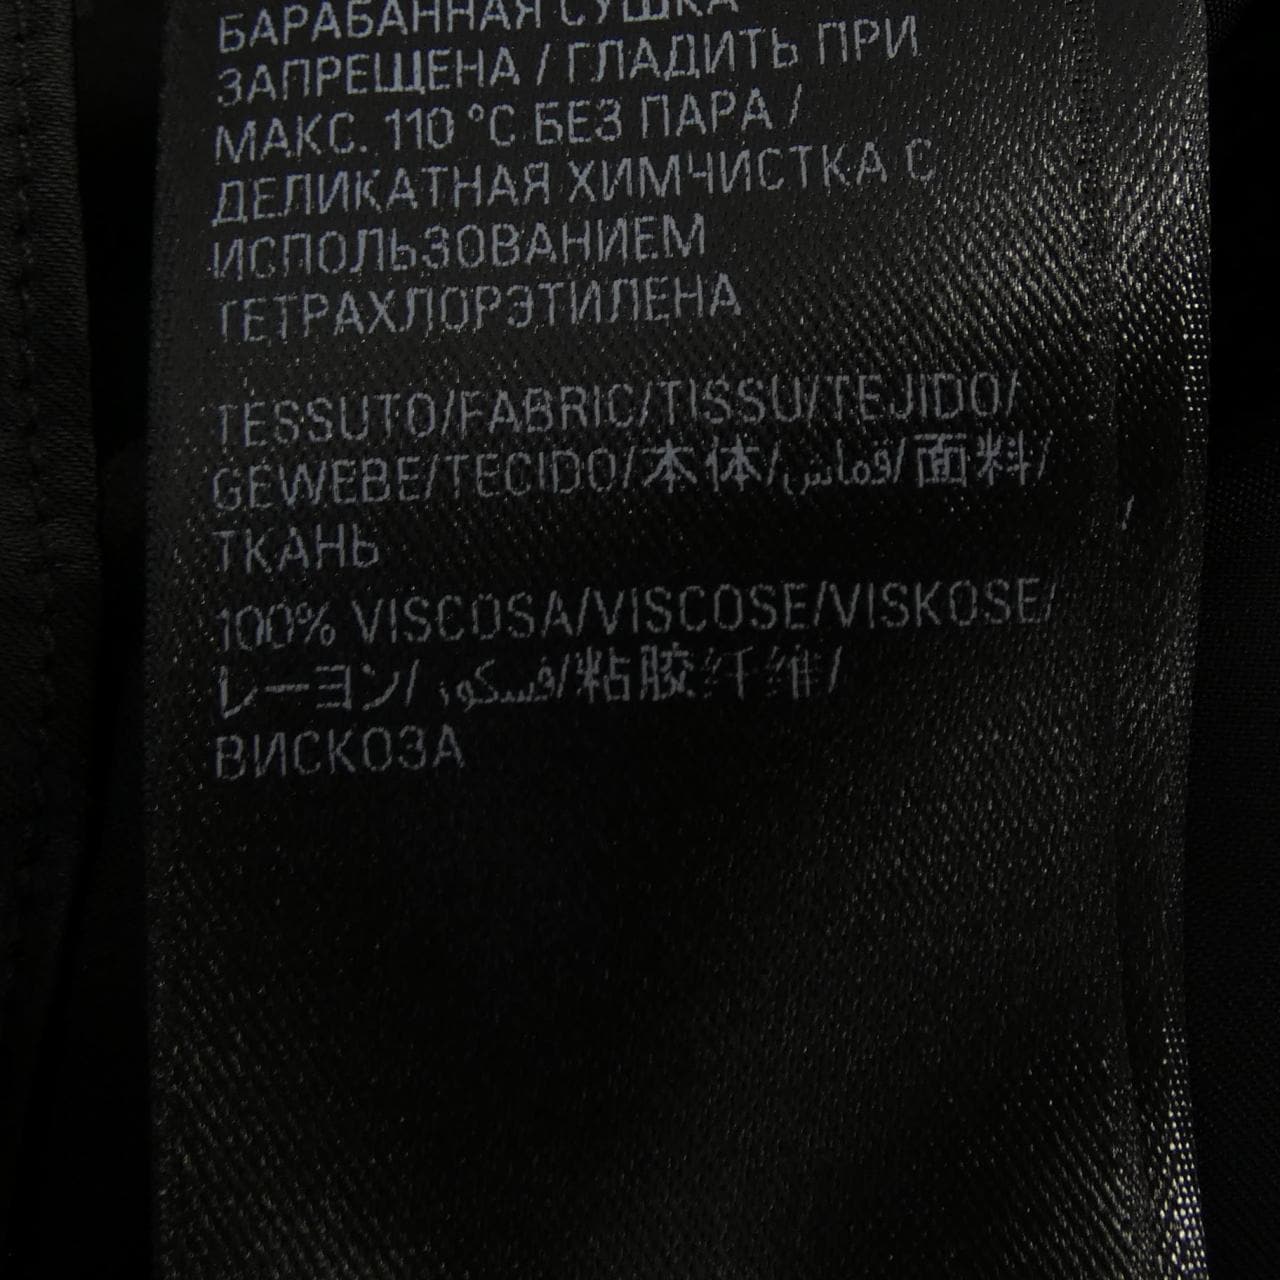 БАРАБАННАЯ СУШКА
ЗАПРЕЩЕНА / ГЛАДИТЬ ПРИ
МАКС. 110 °C БЕЗ ПАРА /
ДЕЛИКАТНАЯ ХИМЧИСТКА С
ИСПОЛЬЗОВАНИЕМ
ТЕТРАХЛОРЭТИЛЕНА
TESSUTO/FABRIC/TISSU/TEJIDO/
GEWEBE/TECIDO/本体/قماش/面料/
ТКАНЬ
100% VISCOSA/VISCOSE/VISKOSE/
レーヨン/فسكوز/粘胶纤维/
ВИСКОЗА